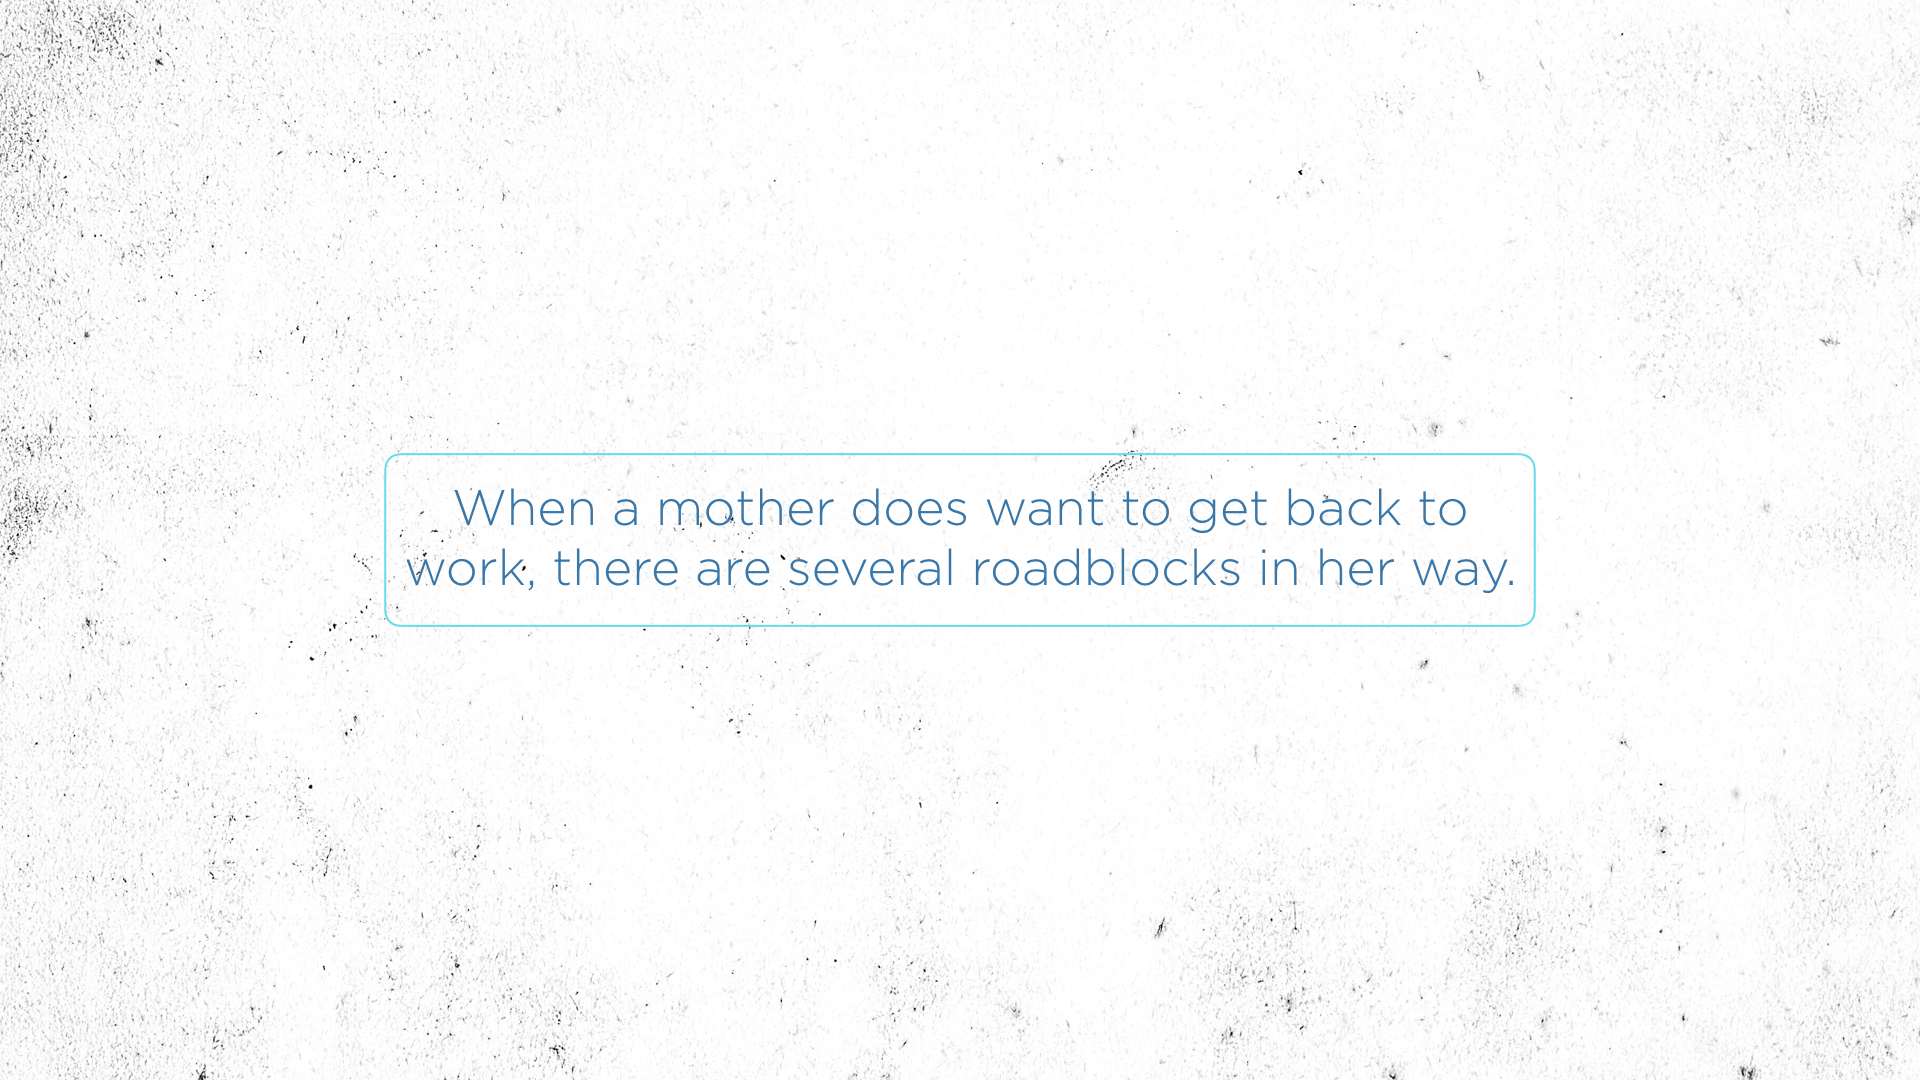 When a mother does want to get back to
work, there are several roadblocks in her way.